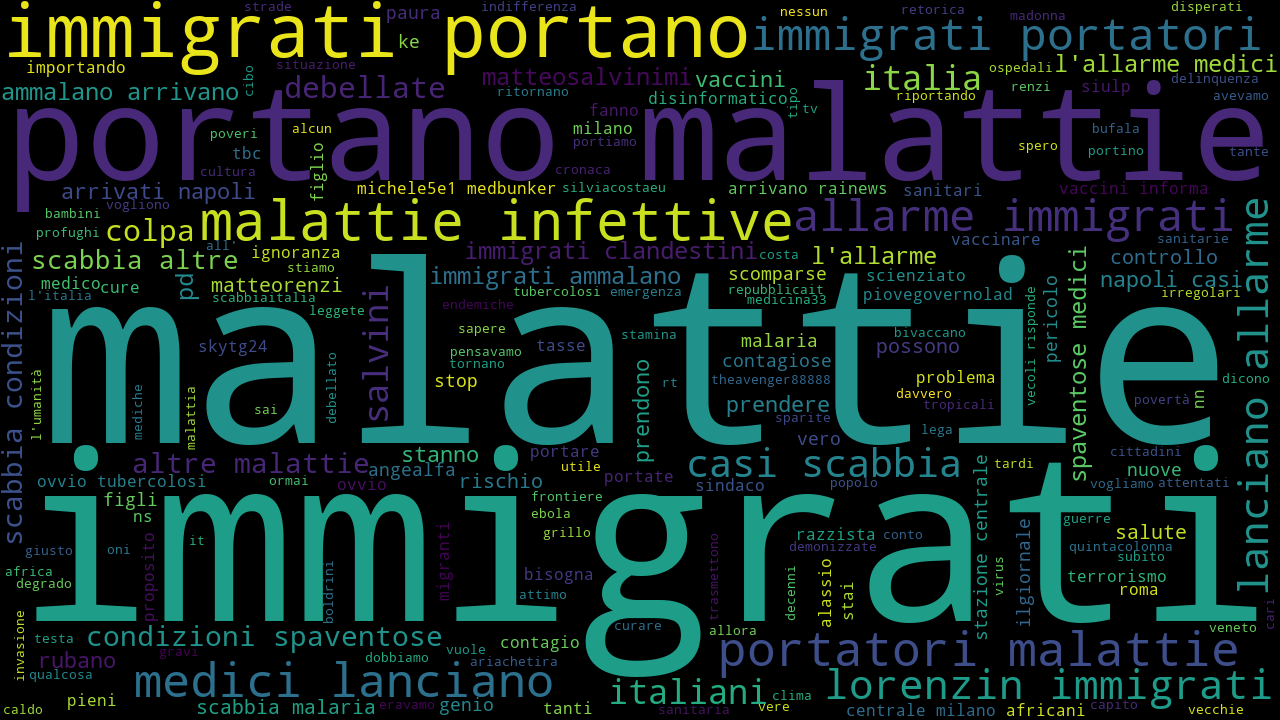 strade
indifferenza
disperati
immigrati portano
paura
nessun
retorica
madonna
immigrati portatori
ke
importando
situazione
matteosalvinimi
vaccini
italia
ospedali
l'allarme medici
ammalano arrivano
cibo
debellate
ritornano
disinformatico
tipo
tv
riportando
renzi
siulp
delinquenza
avevamo
portano malattie
fanno
milano
portiamo
poveri
alcun
tbc
figlio
cultura
cronaca
spero
bufala
portino
tante
arrivati napoli
michele5e1 medbunker
silviacostaeu
arrivano rainews
sanitari
vaccini informa
vogliono
bambini
profughi
colpa
malattie infettive
allarme immigrati
all'
ignoranza
immigrati clandestini
costa
l'allarme
vaccinare
sanitarie
controllo
scabbia altre
stiamo
medico
cure
pd
matteorenzi
immigrati ammalano
scomparse
scienziato
napoli casi
l'italia
scabbiaitalia
leggete
tubercolosi
emergenza
repubblicait
medicina33
piovegovernolad
irregolari
endemiche
malattie
scabbia condizioni
salvini
skytg24
sapere
pensavamo
tornano
tasse
stamina
malaria
bivaccano
possono
vecoli risponde
pericolo
spaventose medici
lanciano allarme
l'umanità
mediche
malattia
debellato
sai
stop
prendono
rt
contagiose
theavenger88888
problema
davvero
dicono
prendere
sparite
tropicali
povertà
nn
vero
lega
stanno
portare
cittadini
altre malattie
angealfa
utile
casi scabbia
tardi
nuove
ovvio tubercolosi
ormai
ovvio
rischio
portate
sindaco
popolo
vogliamo
attentati
figli
ns
frontiere
ebola
grillo
immigrati
stazione centrale
guerre
salute
giusto
oni
it
proposito
boldrini
migranti
razzista
conto
demonizzate
ilgiornale
quintacolonna
subito
africa
degrado
bisogna
attimo
trasmettono
decenni
alassio
stai
virus
terrorismo
roma
cari
invasione
testa
condizioni spaventose
contagio
curare
allora
veneto
rubano
gravi
dobbiamo
vuole
ariachetira
portatori malattie
qualcosa
medici lanciano
italiani
clima
lorenzin immigrati
caldo
pieni
scabbia malaria
eravamo
genio
tanti
sanitaria
vere
centrale milano
africani
capito
vecchie